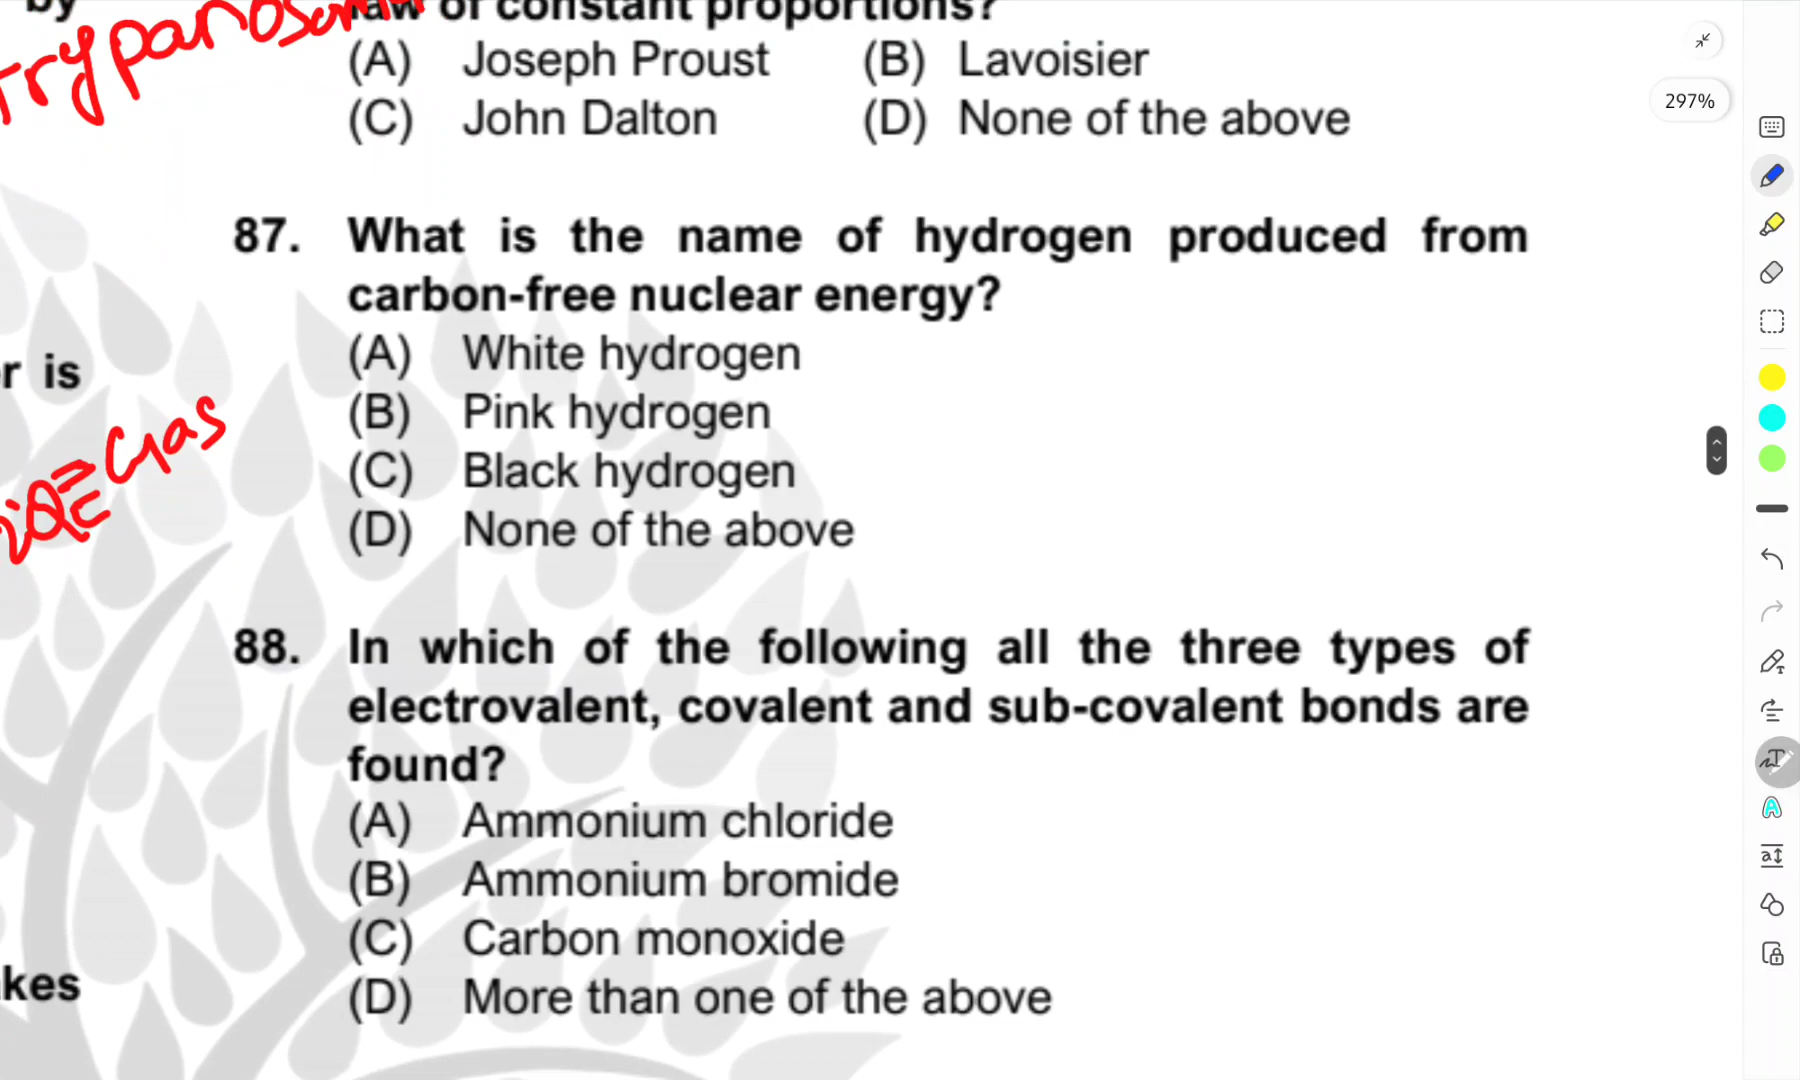 by
Trypanosoma
law of constant proportions?
(A) Joseph Proust (B) Lavoisier
(C) John Dalton (D) None of the above
297%
87. What is the name of hydrogen produced from
carbon-free nuclear energy?
(A) White hydrogen
(B) Pink hydrogen
(C) Black hydrogen
(D) None of the above
r is
Gas
88. In which of the following all the three types of
electrovalent, covalent and sub-covalent bonds are
found?
(A) Ammonium chloride
(B) Ammonium bromide
(C) Carbon monoxide
(D) More than one of the above
kes